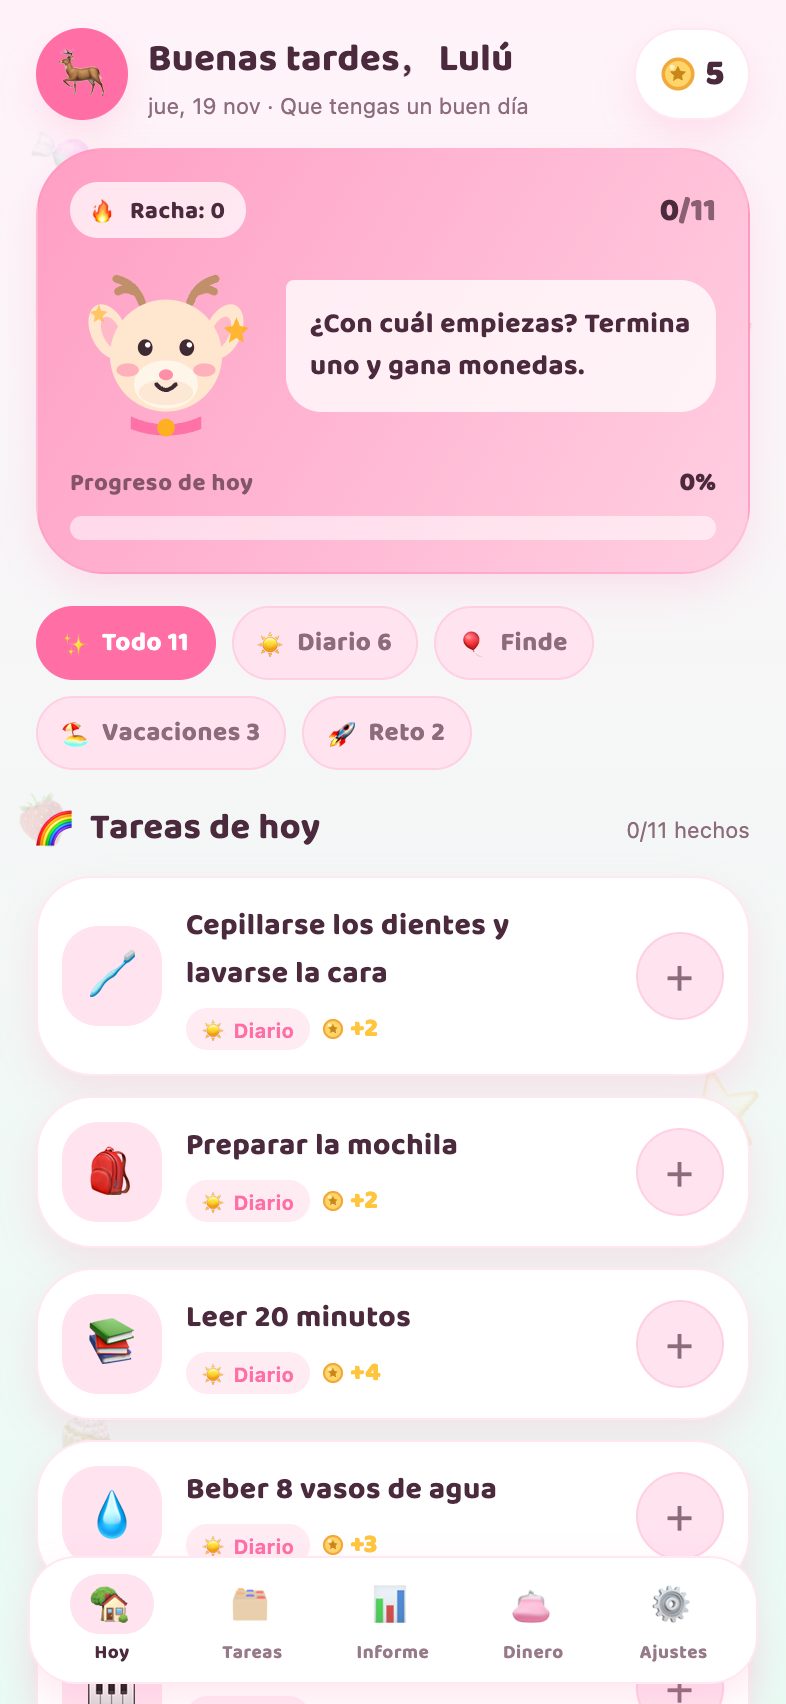 Buenas tardes， Lulú
5
jue, 19 nov · Que tengas un buen día
Racha: 0
0/11
¿Con cuál empiezas? Termina
uno y gana monedas.
Progreso de hoy
0%
Todo 11
Diario 6
Finde
Vacaciones 3
Reto 2
Tareas de hoy
0/11 hechos
Cepillarse los dientes y
lavarse la cara
Diario
+2
+
Preparar la mochila
Diario
+2
+
Leer 20 minutos
Diario
+4
+
Beber 8 vasos de agua
Diario
+3
+
Hoy
Tareas
Informe
Dinero
Ajustes